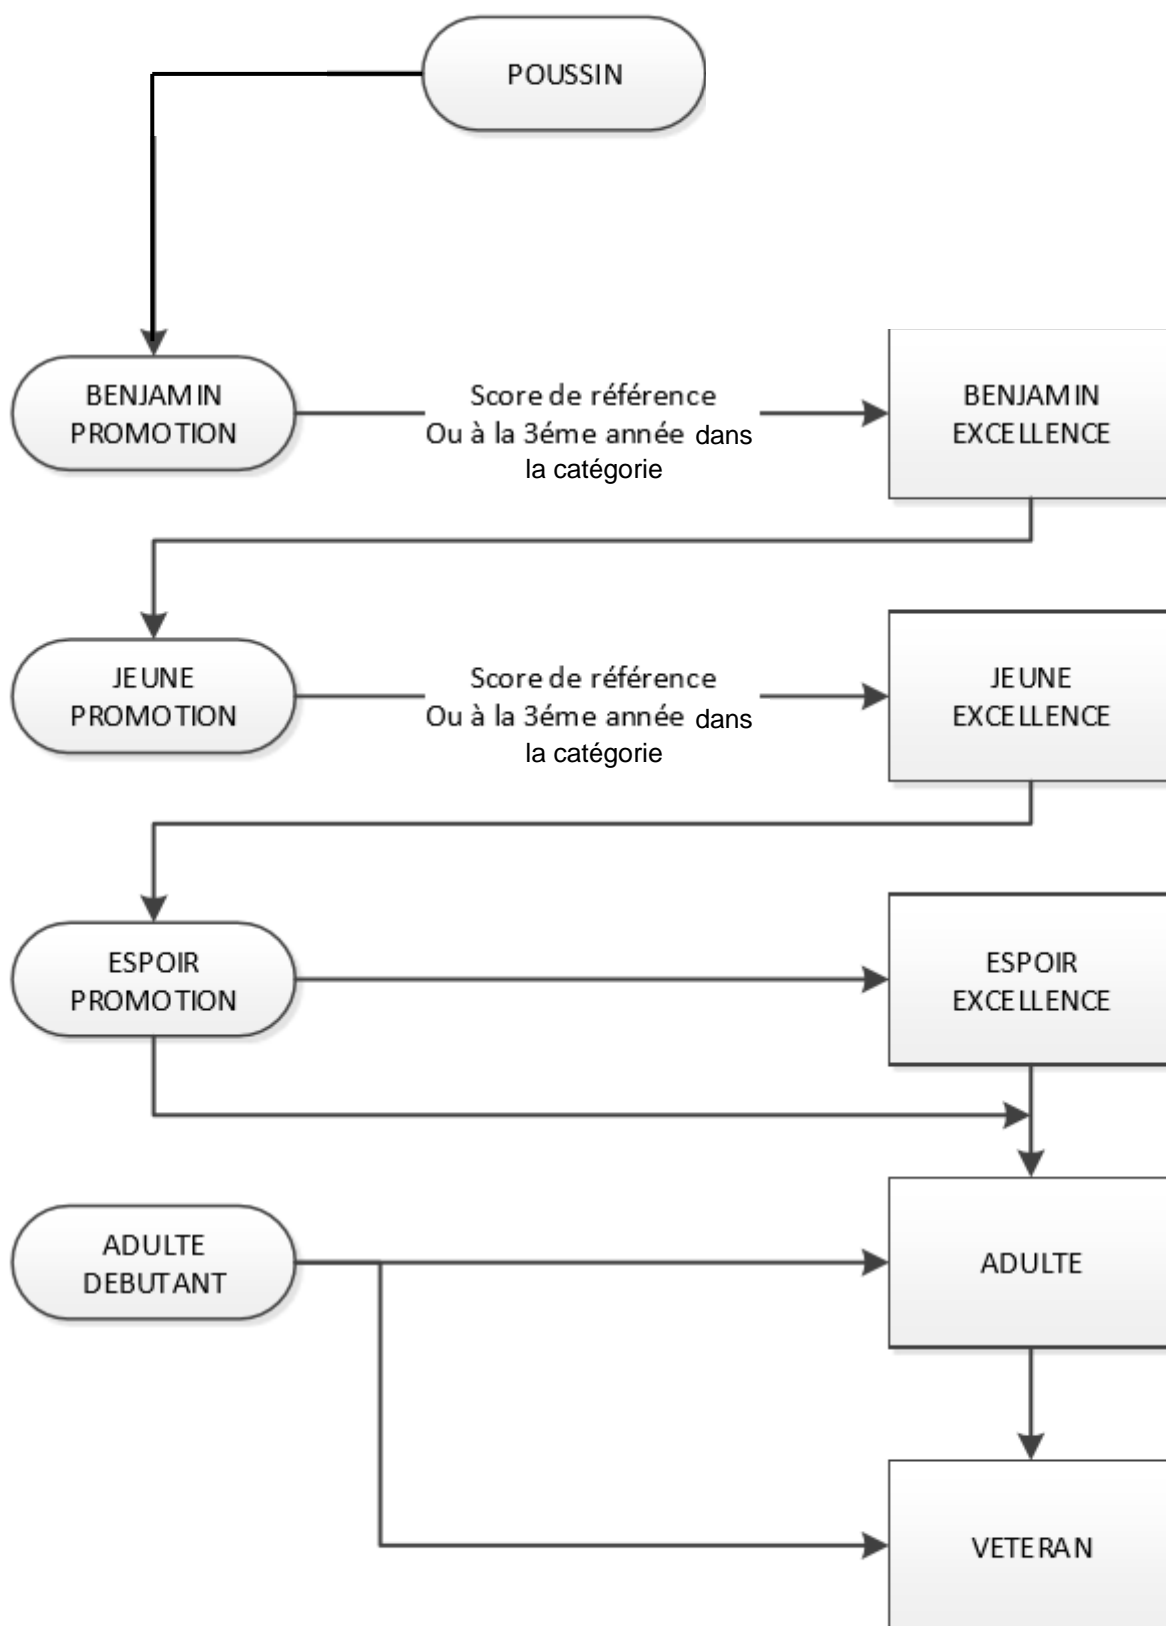 POUSSIN
BENJAMIN
PROMOTION
Score de référence
Ou à la 3éme année dans
la catégorie
BENJAMIN
EXCELLENCE
JEUNE
PROMOTION
Score de référence
Ou à la 3éme année dans
la catégorie
JEUNE
EXCELLENCE
ESPOIR
PROMOTION
ESPOIR
EXCELLENCE
ADULTE
DEBUTANT
ADULTE
VETERAN